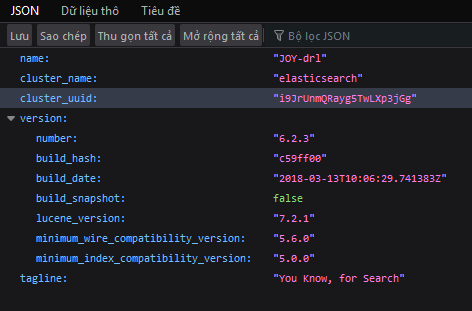 JSON Dữ liệu thô Tiêu đề
Lưu Sao chép Thu gọn tất cả Mở rộng tất cả Bộ lọc JSON
name: "JOY-drl"
cluster_name: "elasticsearch"
cluster_uuid: "i9JrUnmQRayg5TwLXp3jGg"
version:
number: "6.2.3"
build_hash: "c59ff00"
build_date: "2018-03-13T10:06:29.741383Z"
build_snapshot: false
lucene_version: "7.2.1"
minimum_wire_compatibility_version: "5.6.0"
minimum_index_compatibility_version: "5.0.0"
tagline: "You Know, for Search"